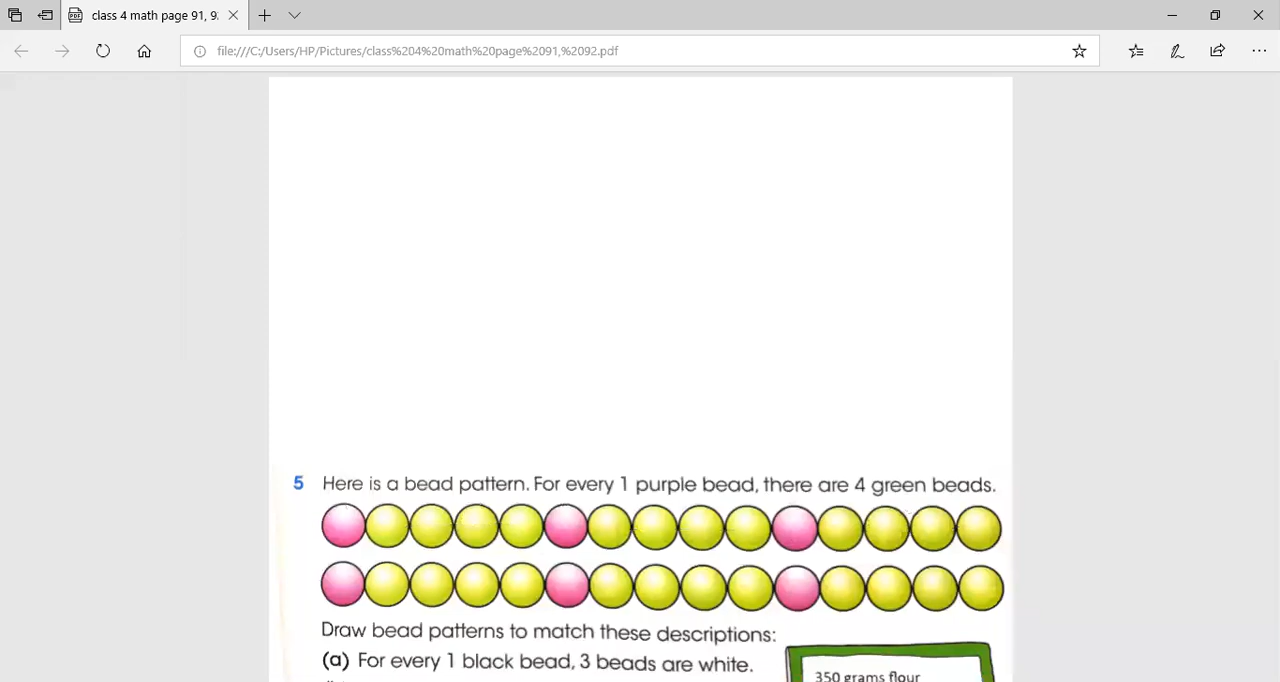 class 4 math page 91, 92
file:///C:/Users/HP/Pictures/class%204%20math%20page%2091,%2092.pdf
5 Here is a bead pattern. For every 1 purple bead, there are 4 green beads.
Draw bead patterns to match these descriptions:
(a) For every 1 black bead, 3 beads are white.
350 grams flour